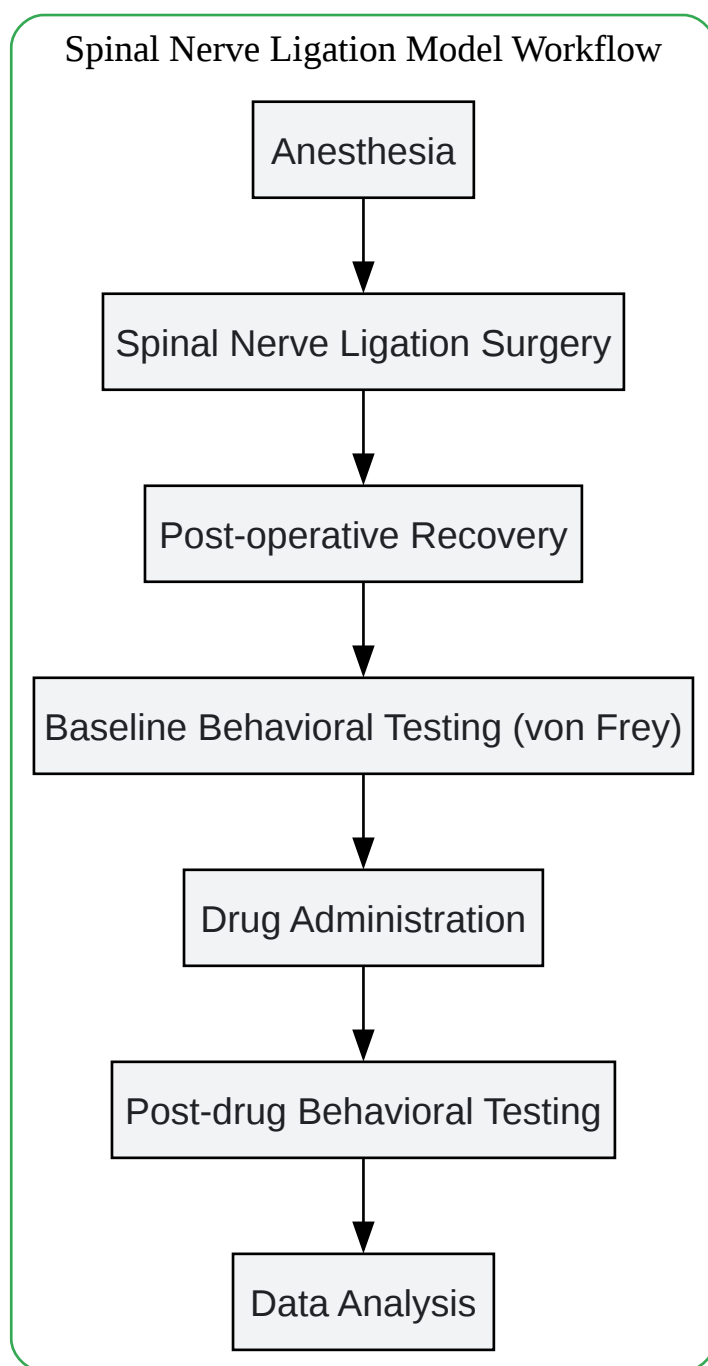 Spinal Nerve Ligation Model Workflow
Anesthesia
Spinal Nerve Ligation Surgery
Post-operative Recovery
Baseline Behavioral Testing (von Frey)
Drug Administration
Post-drug Behavioral Testing
Data Analysis